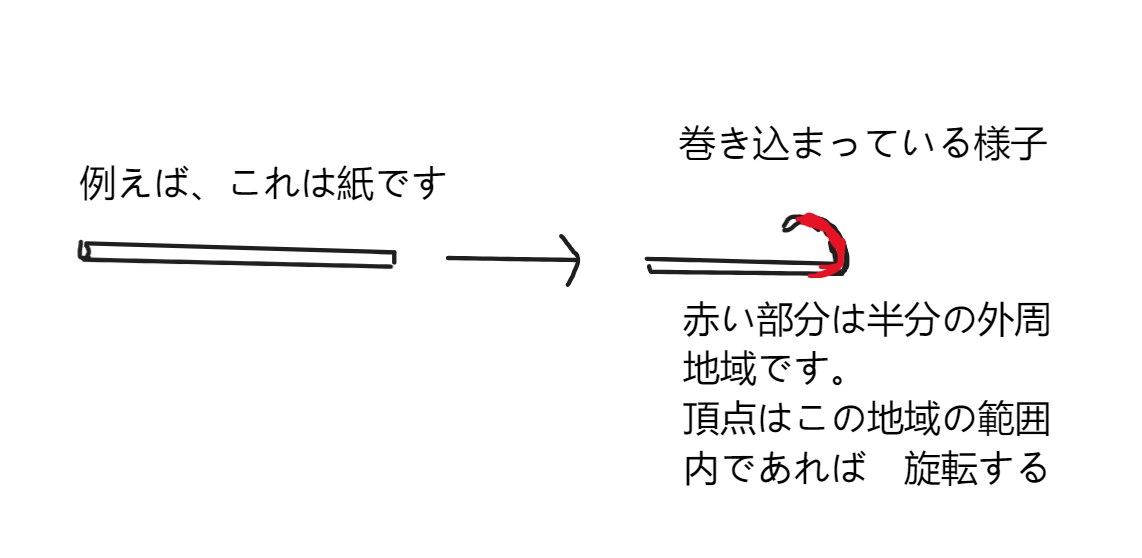 巻き込まっている様子
例えば、これは紙です
赤い部分は半分の外周
地域です。
頂点はこの地域の範囲
内であれば　旋転する